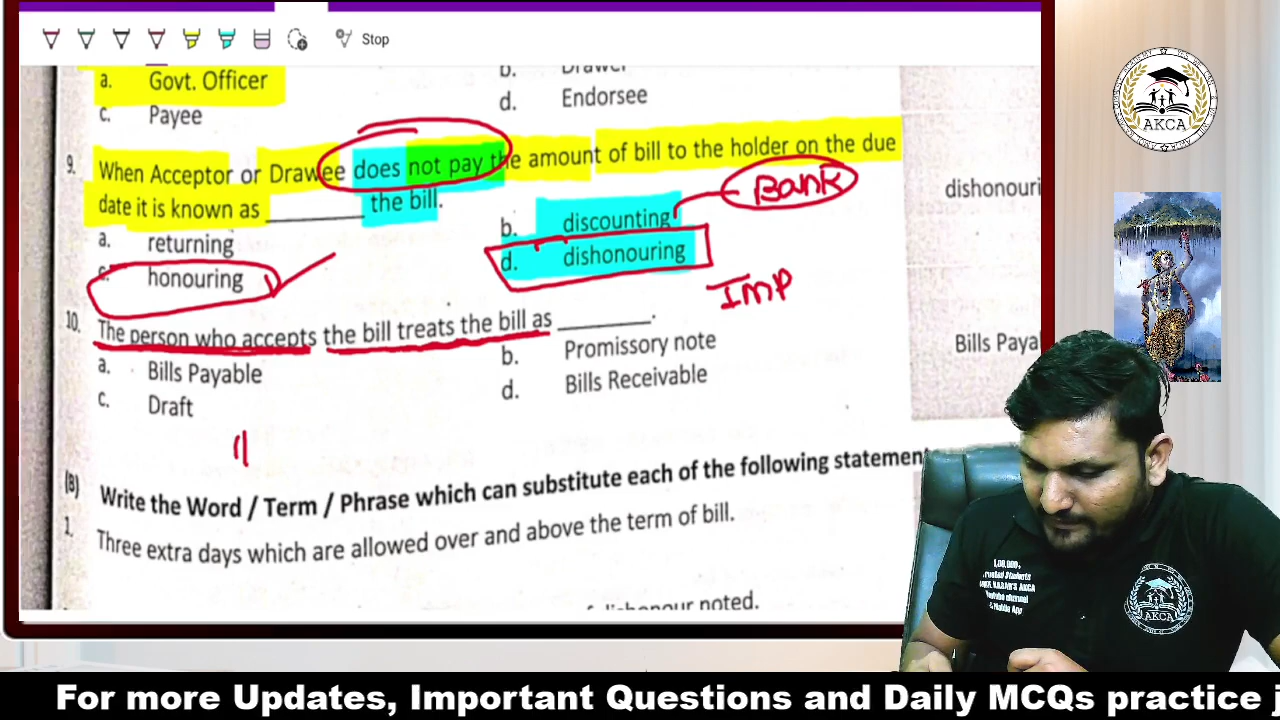 Stop
a. Govt. Officer
b. Drawer
c. Payee
d. Endorsee
9. When Acceptor or Drawee does not pay the amount of bill to the holder on the due
date it is known as ________ the bill.
dishonouri
a. returning
b. discounting
Bank
c. honouring
d. dishonouring
Imp
10. The person who accepts the bill treats the bill as ________.
Bills Paya
a. Bills Payable
b. Promissory note
c. Draft
d. Bills Receivable
(B) Write the Word / Term / Phrase which can substitute each of the following statement
1. Three extra days which are allowed over and above the term of bill.
noted.
AKCA
1,00,000+
AKCA
For more Updates, Important Questions and Daily MCQs practice j